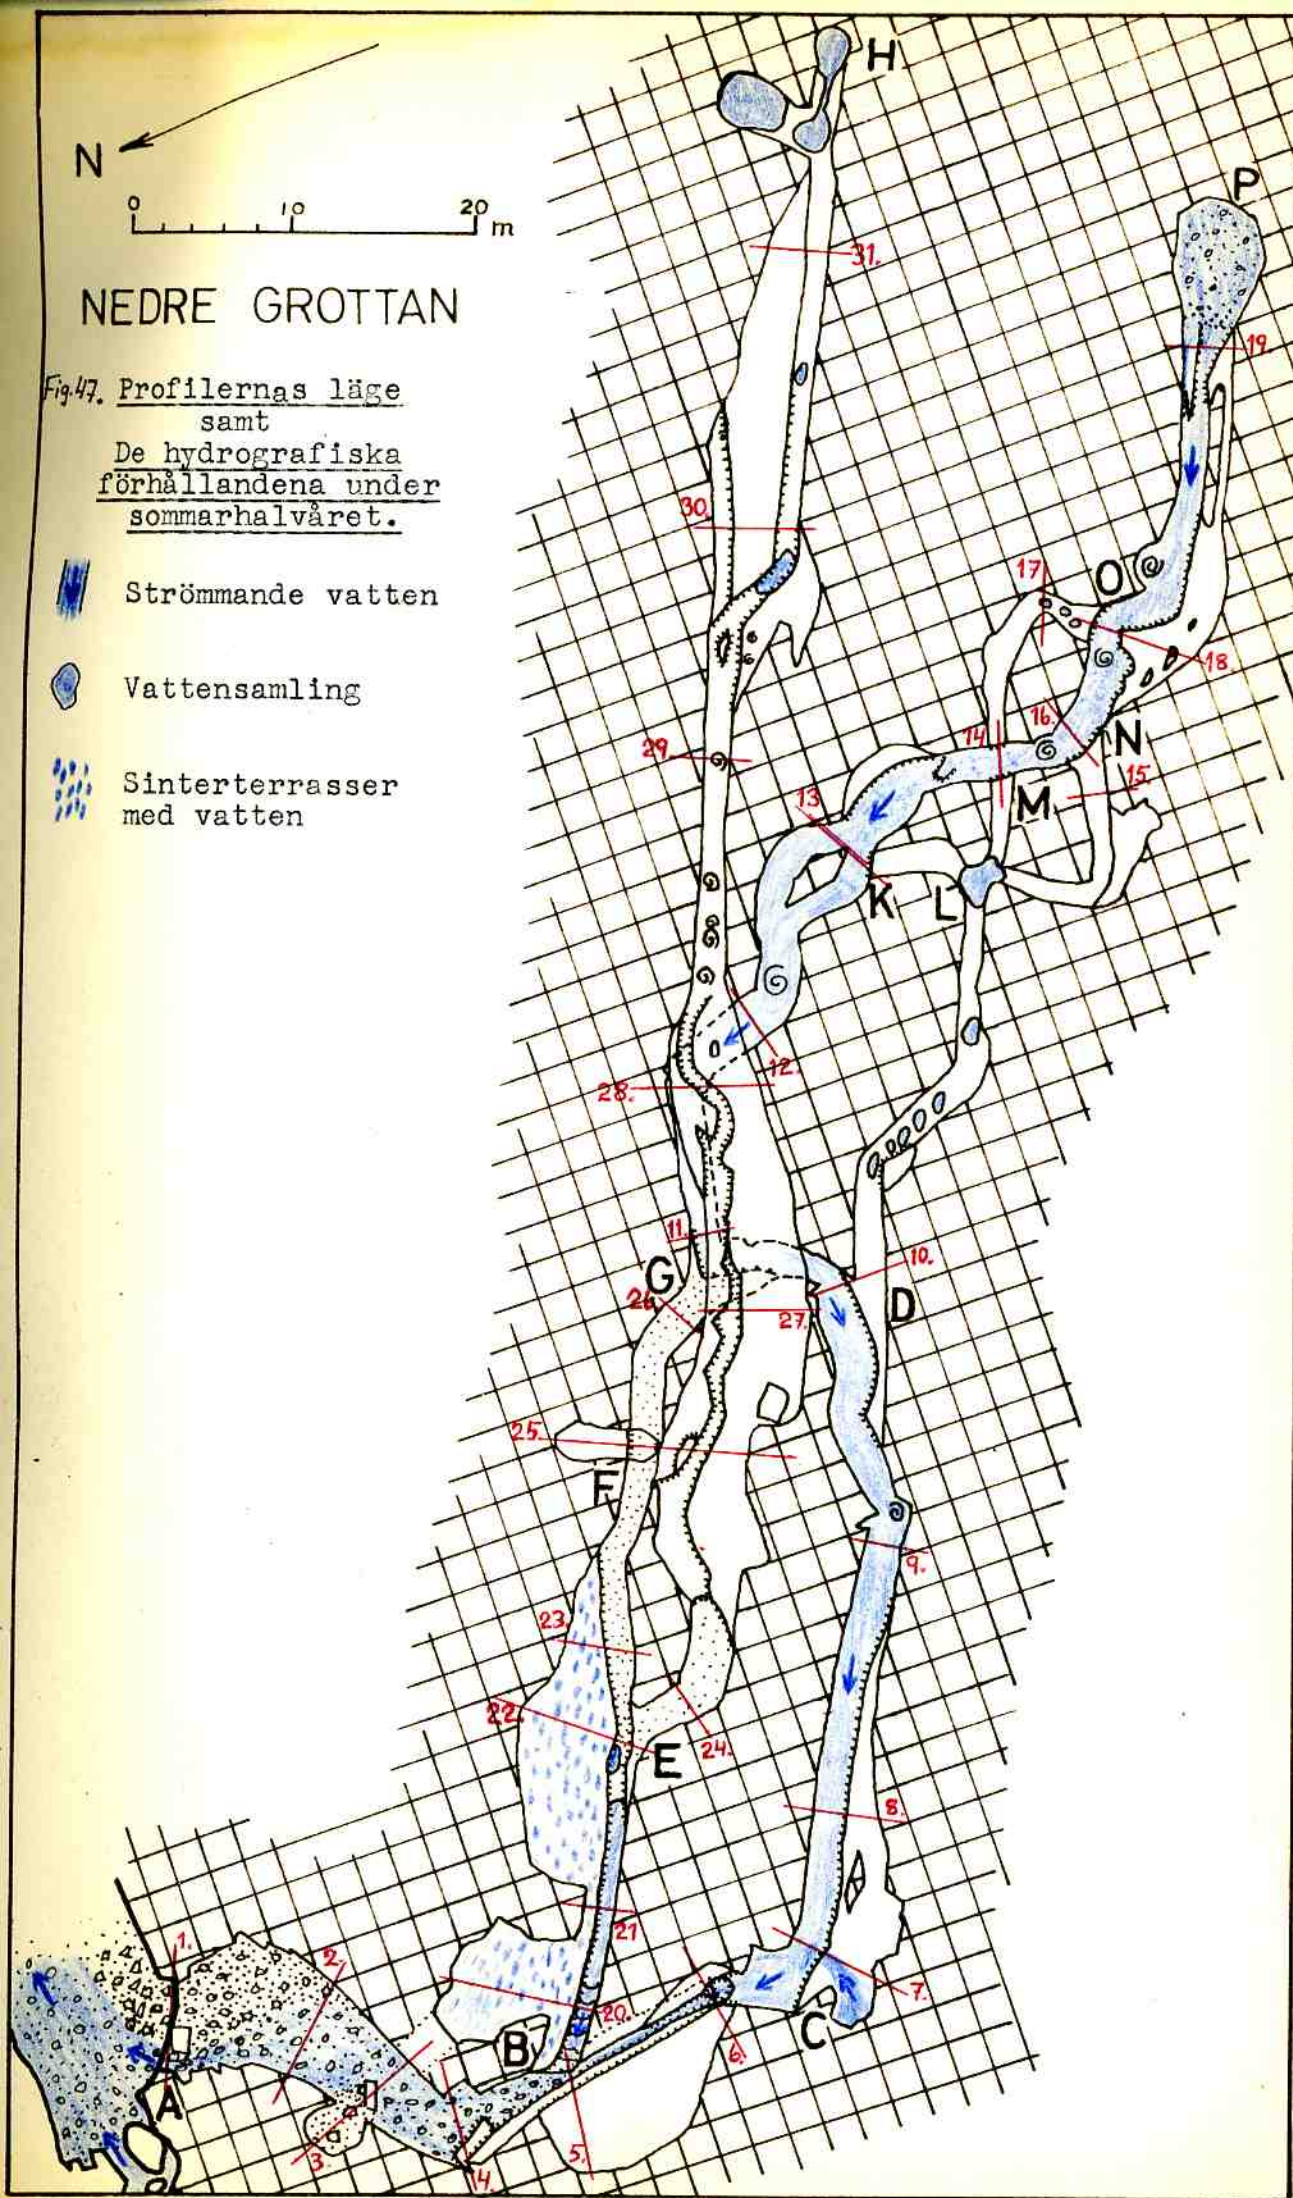 N
0 10 20 m
NEDRE GROTTAN
Fig.47. Profilernas läge
samt
De hydrografiska
förhållandena under
sommarhalvåret.
Strömmande vatten
Vattensamling
Sinterterrasser
med vatten
H
P
31.
19.
30.
17
O
18.
16.
N
14
29.
15.
M
13
K
L
12.
28.
11.
10.
G
26.
D
27.
25.
F
9.
23.
22.
24.
E
8.
21
1.
2.
20.
7.
B
C
6.
A
3.
5.
14.